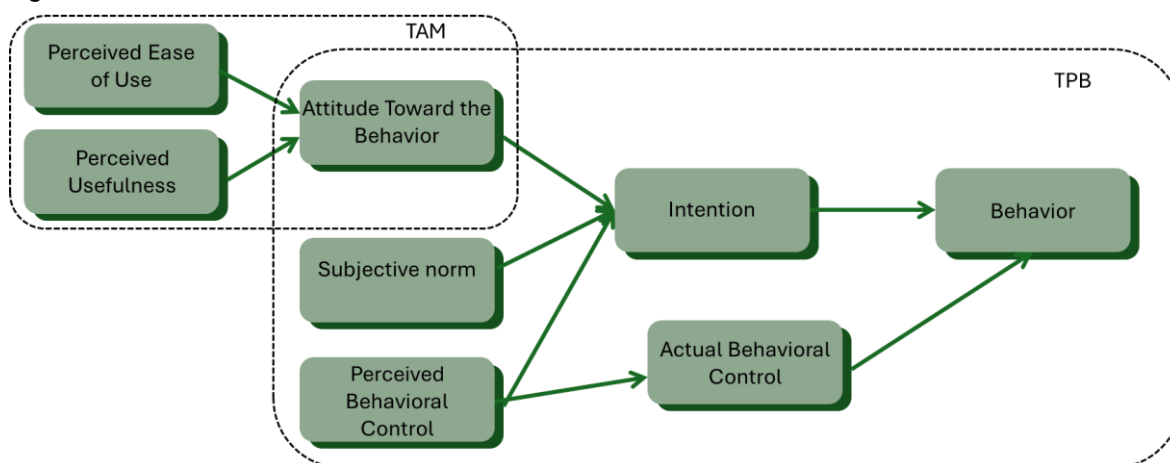 TAM
Perceived Ease
of Use
Perceived
Usefulness
Attitude Toward the
Behavior
TPB
Intention
Behavior
Subjective norm
Actual Behavioral
Control
Perceived
Behavioral
Control